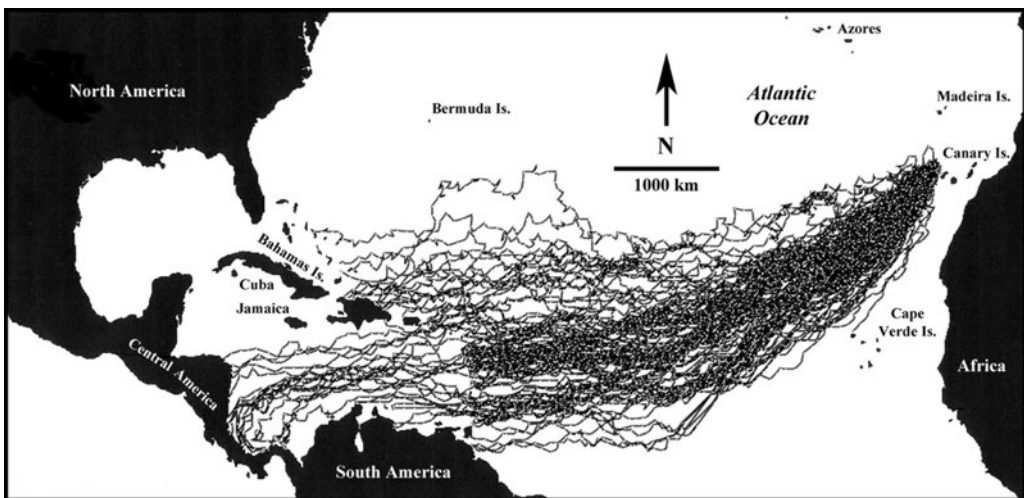 Azores
North America
Atlantic
Ocean
Madeira Is.
Bermuda Is.
N
Canary Is.
1000 km
Bahamas Is.
Cuba
Jamaica
Cape
Verde Is.
Central America
Africa
South America